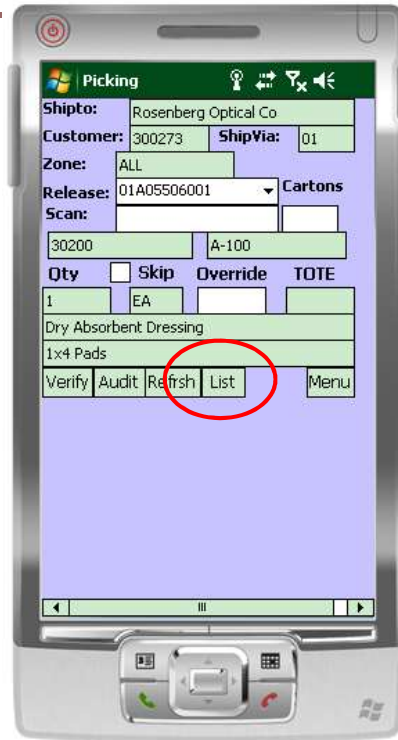 Picking
Shipto: Rosenberg Optical Co
Customer: 300273 ShipVia: 01
Zone: ALL
Release: 01A05506001 Cartons
Scan:
30200 A-100
Qty Skip Override TOTE
1 EA
Dry Absorbent Dressing
1x4 Pads
Verify Audit Refrsh List Menu